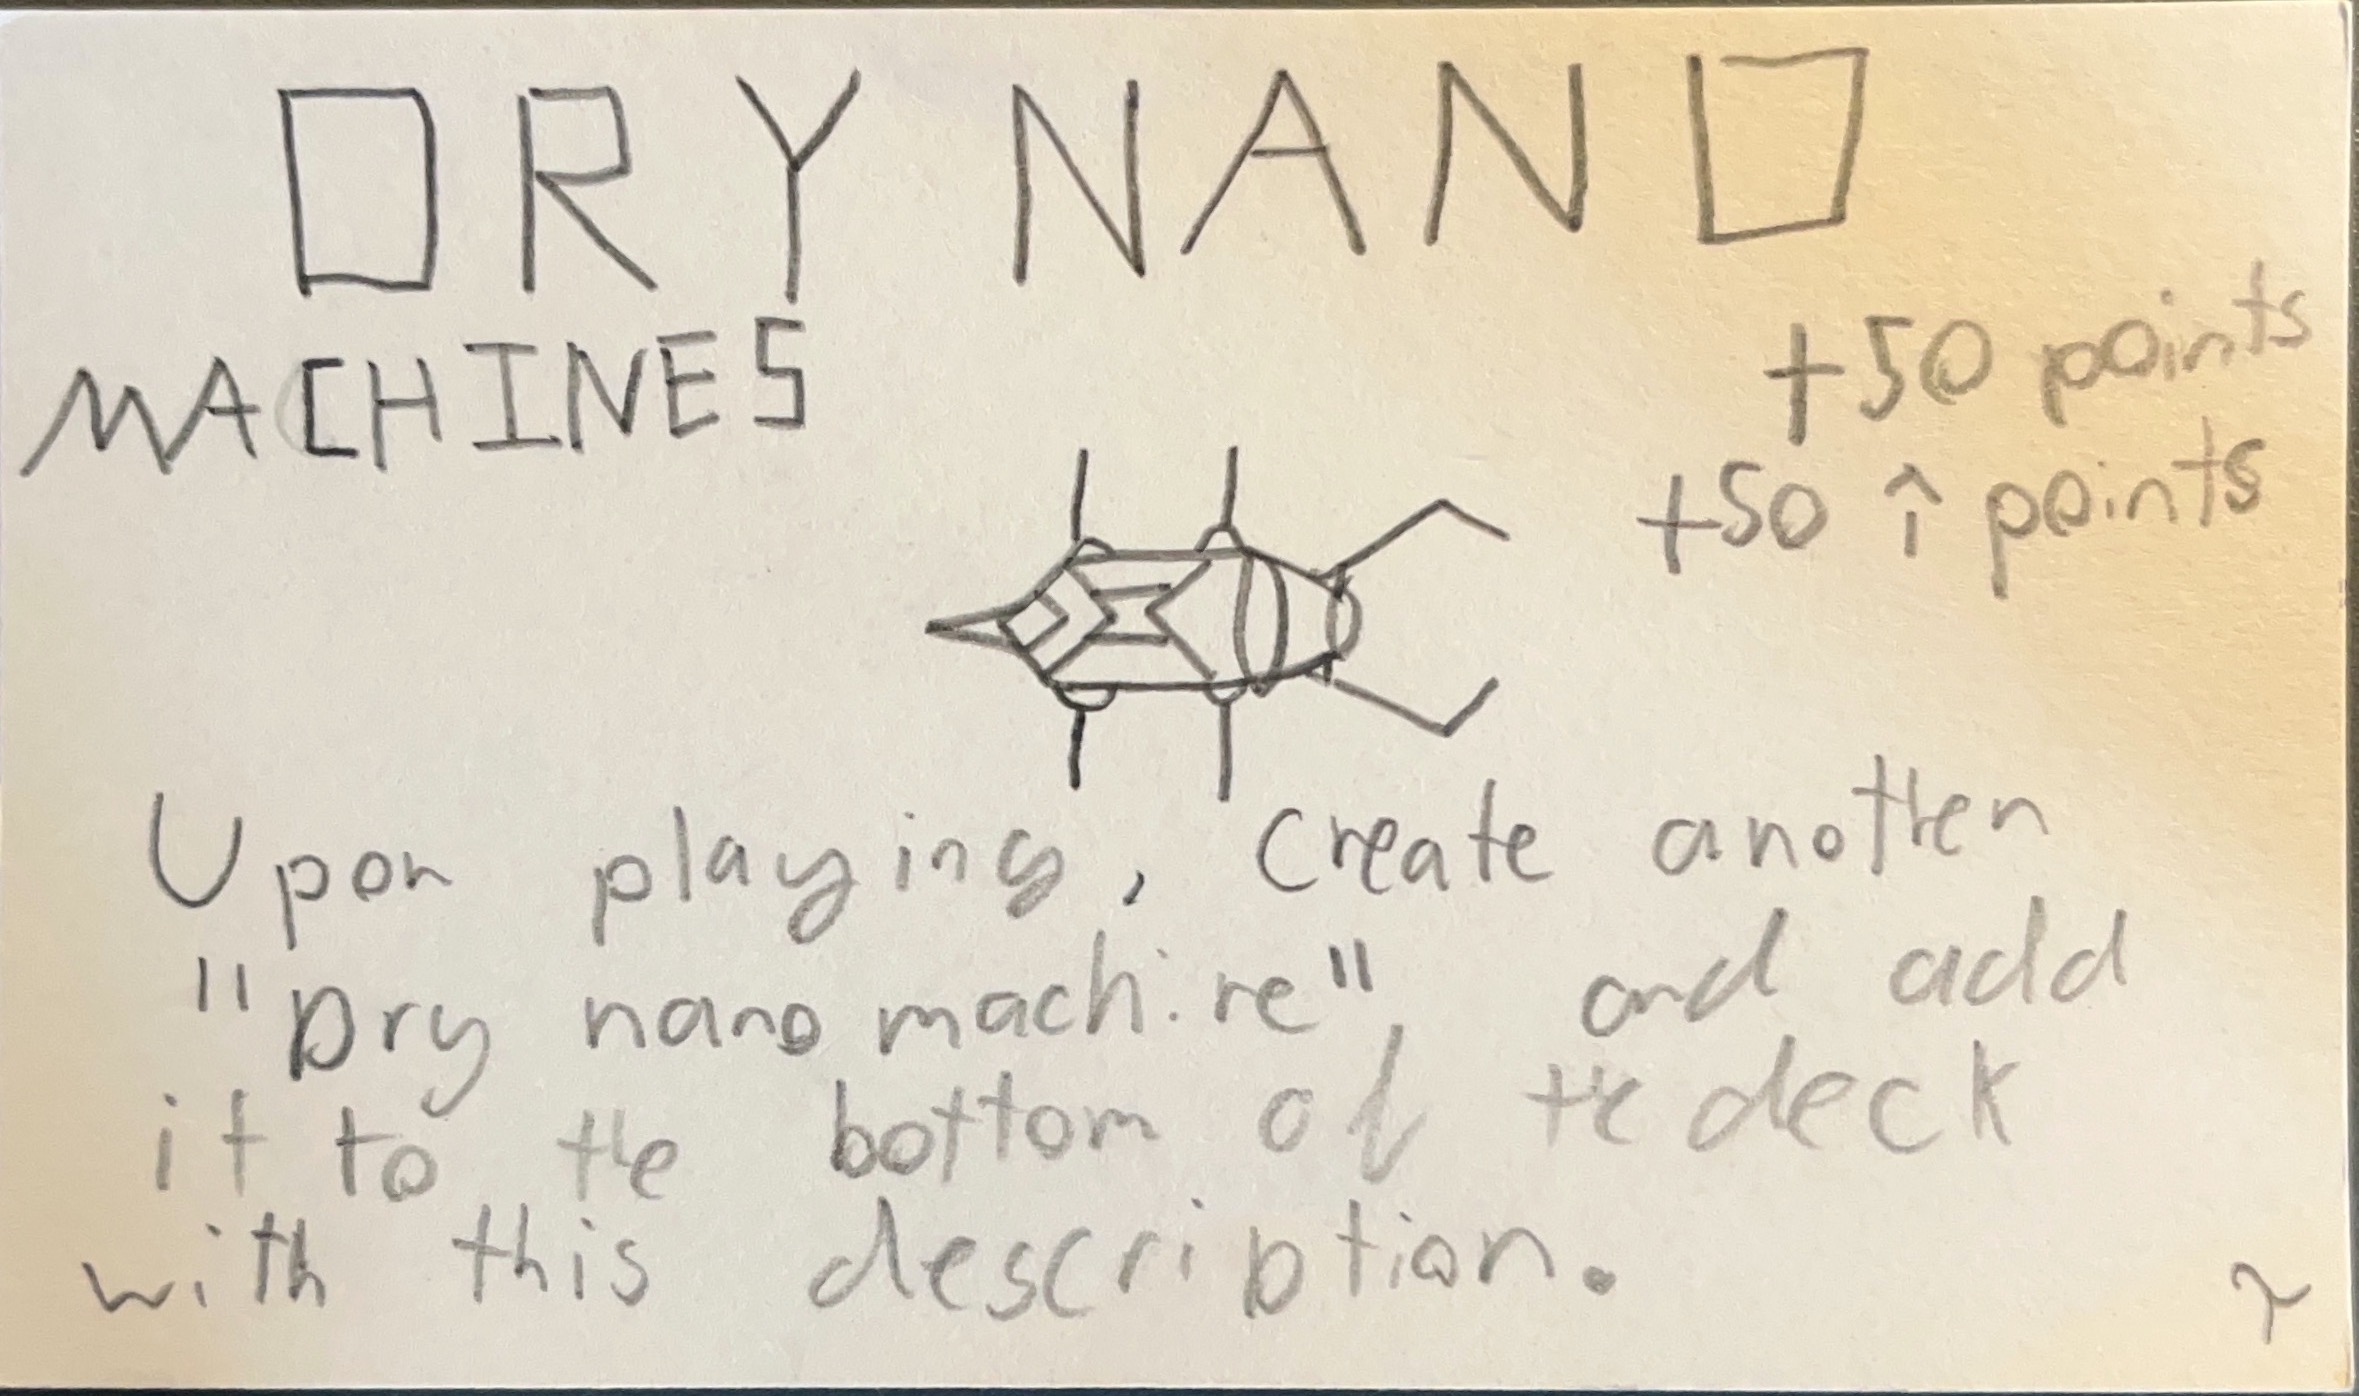 DRY NANO
MACHINES
+50 points
+50 î points
Upon playing, create another
"Dry nano machine" and add
it to the bottom of the deck
with this description.